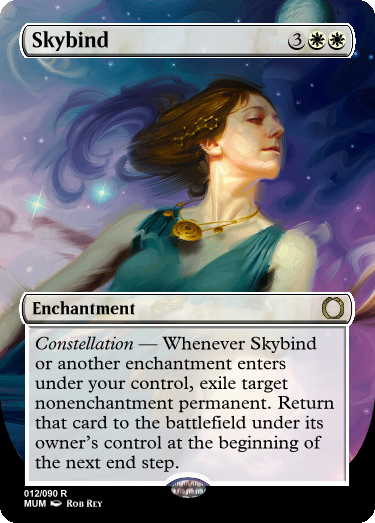 Skybind 3
Enchantment
Constellation — Whenever Skybind
or another enchantment enters
under your control, exile target
nonenchantment permanent. Return
that card to the battlefield under its
owner's control at the beginning of
the next end step.
012/090 R
MUM Rob Rey